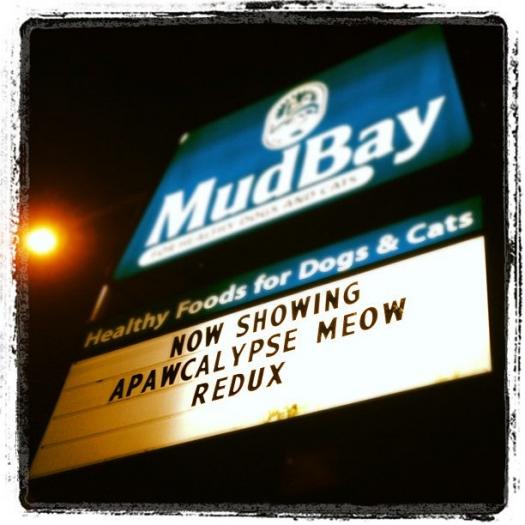 MudBay
FOR HEALTHY DOGS AND CATS
Healthy Foods for Dogs & Cats
NOW SHOWING
APAWCALYPSE MEOW
REDUX